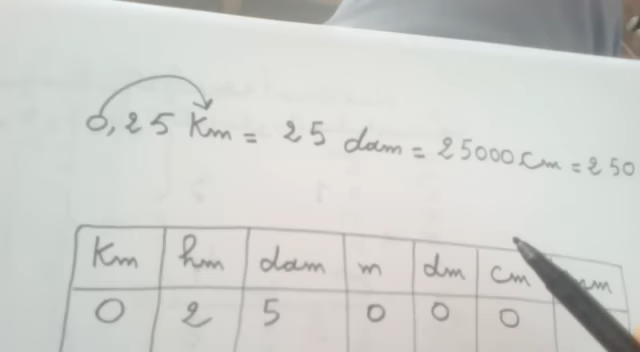 0,25 Km = 25 dam = 25000 cm = 250
Km hm dam m dm cm
0 2 5 0 0 0